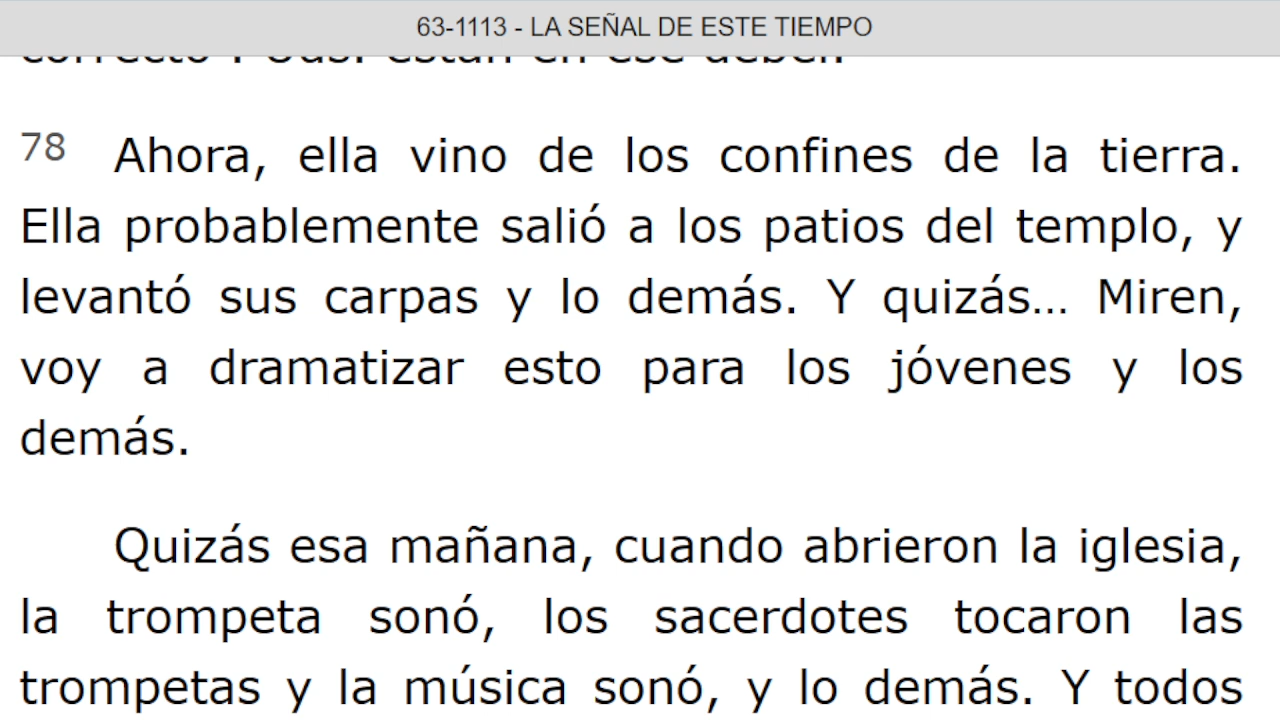 63-1113 - LA SEÑAL DE ESTE TIEMPO
78 Ahora, ella vino de los confines de la tierra.
Ella probablemente salió a los patios del templo, y
levantó sus carpas y lo demás. Y quizás... Miren,
voy a dramatizar esto para los jóvenes y los
demás.
Quizás esa mañana, cuando abrieron la iglesia,
la trompeta sonó, los sacerdotes tocaron las
trompetas y la música sonó, y lo demás. Y todos